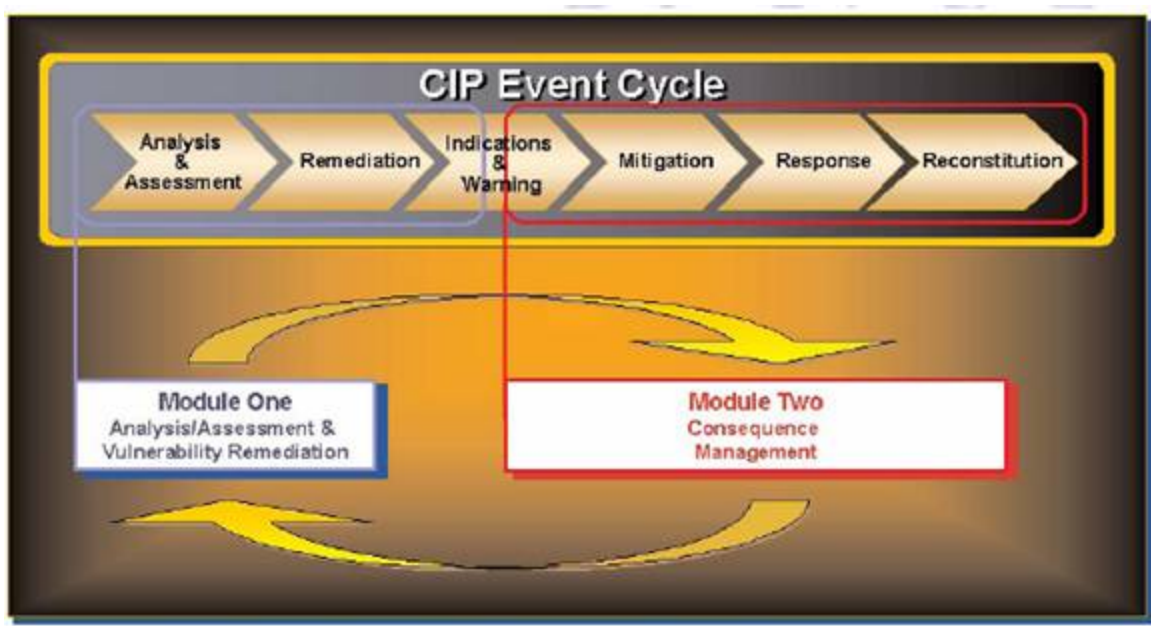 CIP Event Cycle
Analysis
&
Assessment
Remediation
Indications
&
Warning
Mitigation
Response
Reconstitution
Module One
Analysis/Assessment &
Vulnerability Remediation
Module Two
Consequence
Management